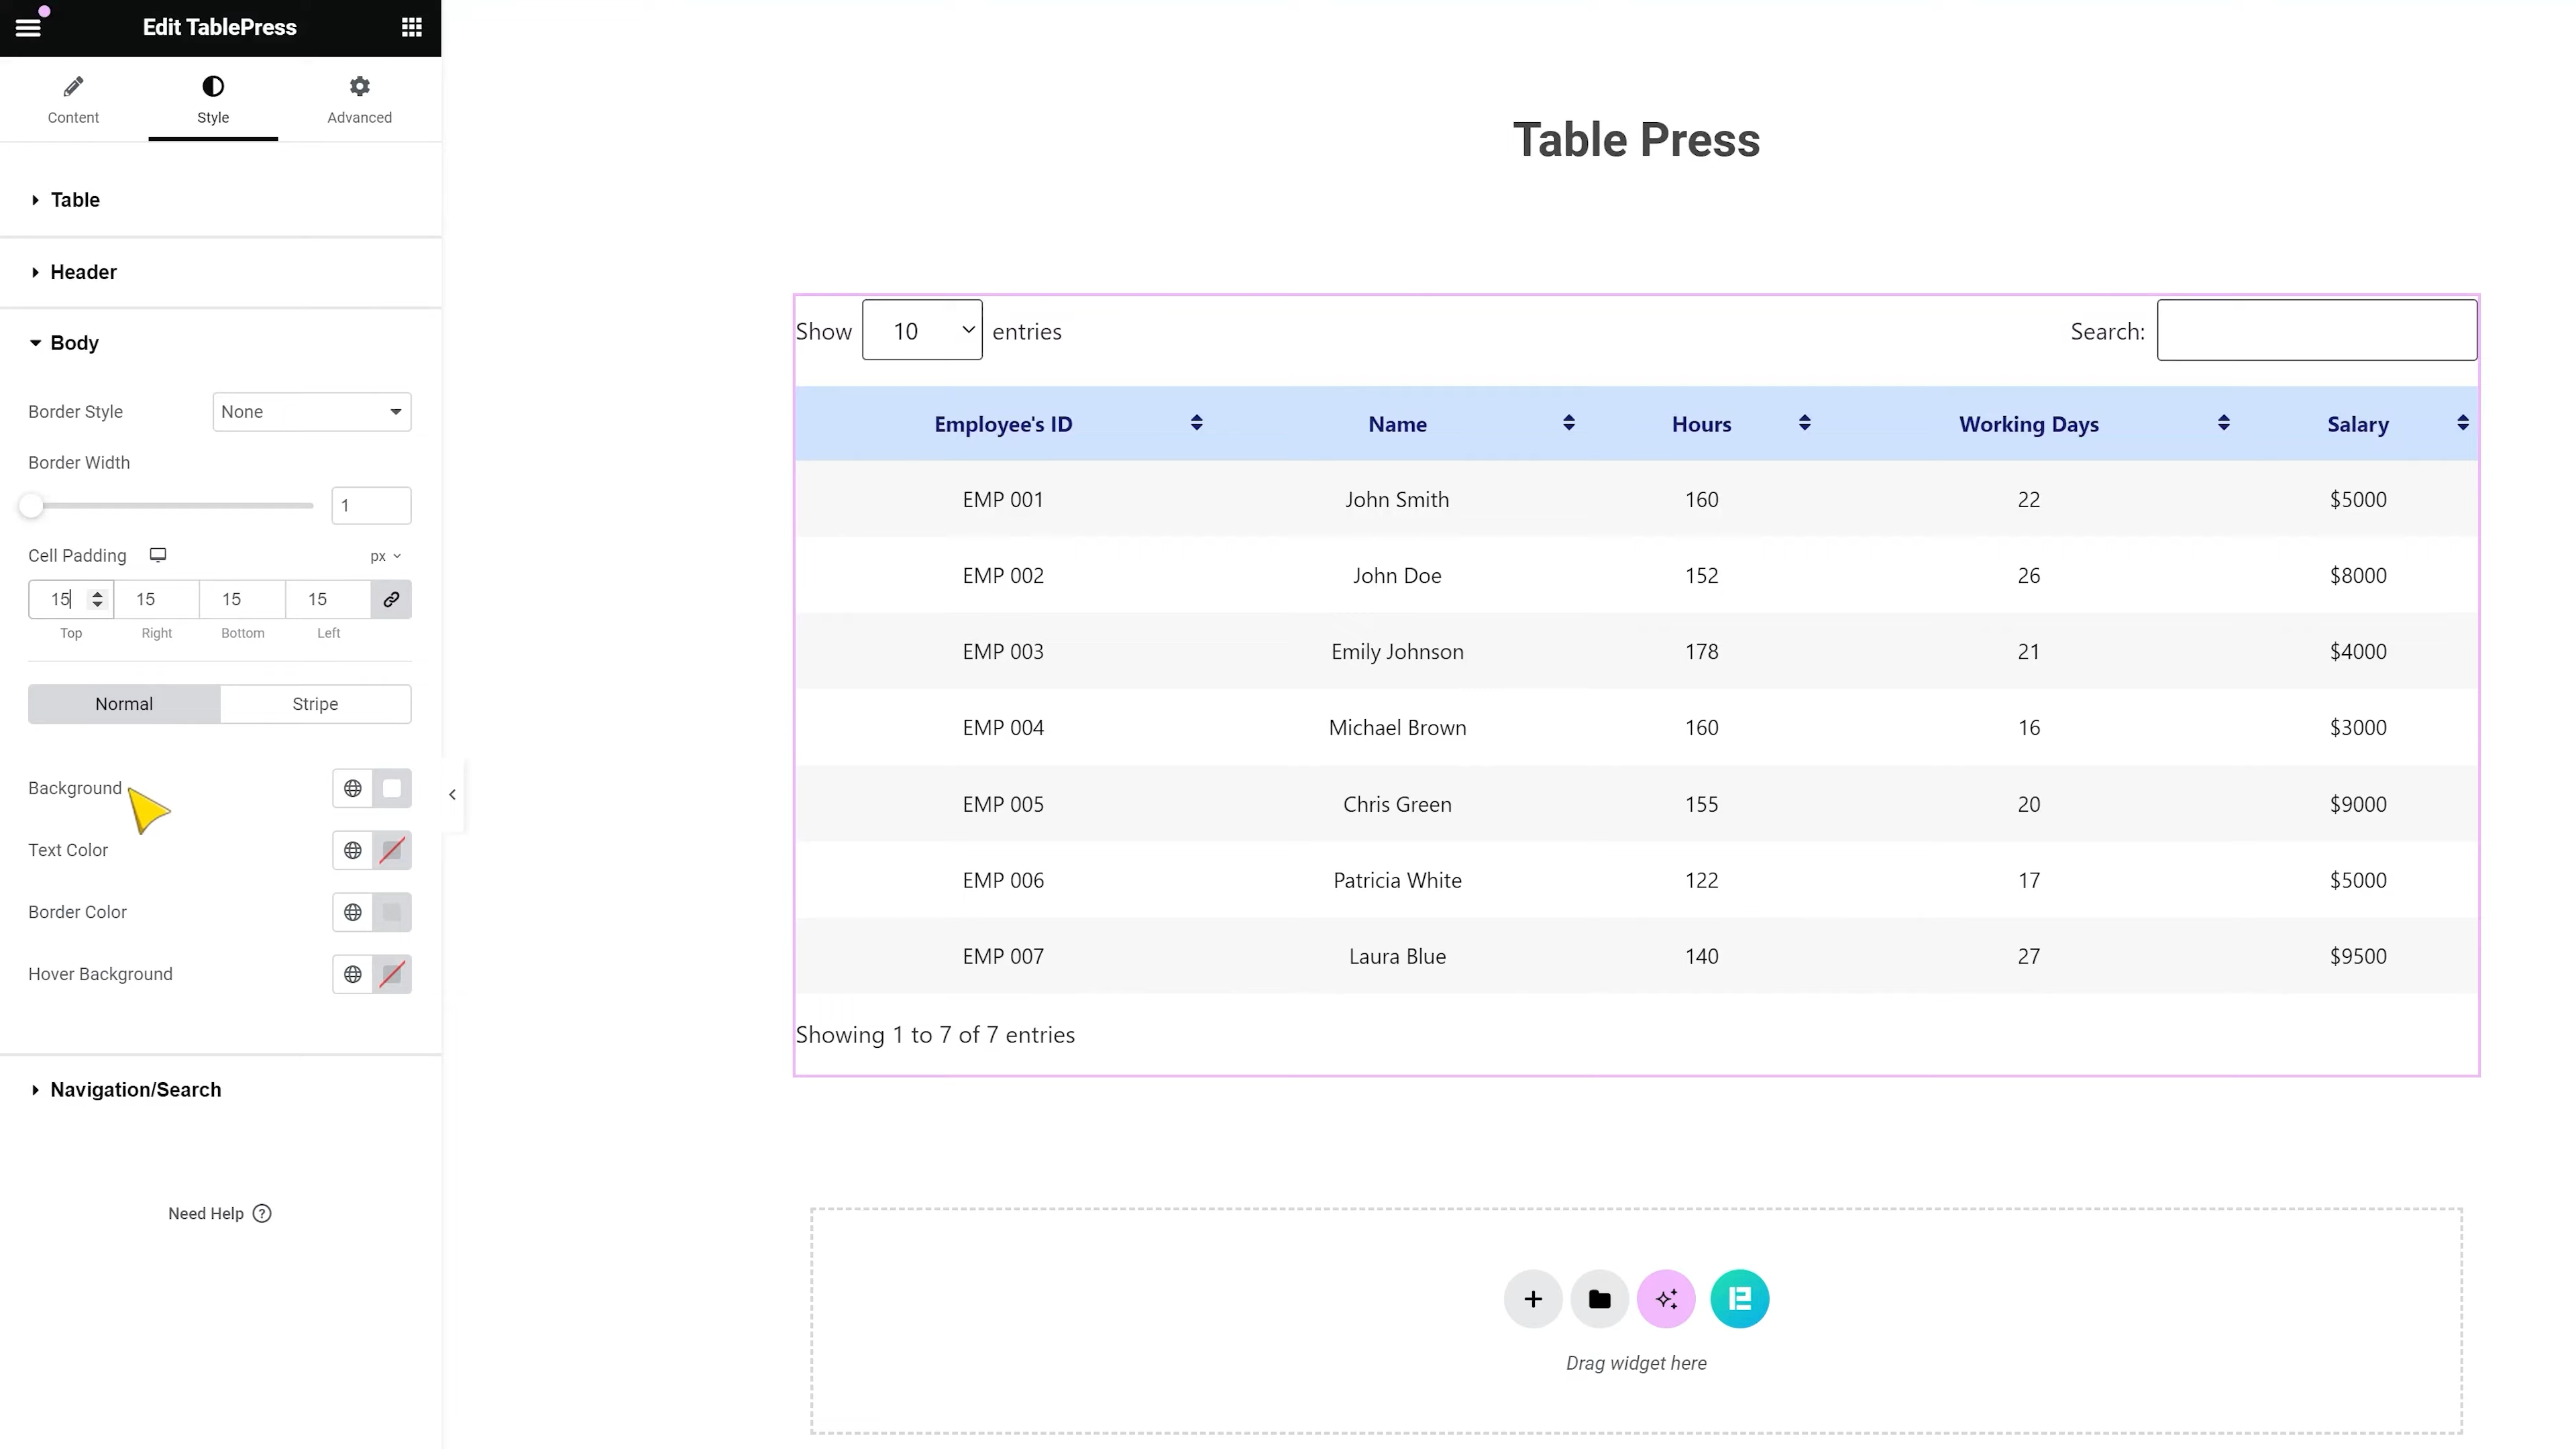 Edit TablePress
Content Style Advanced
Table
Header
Body
Border Style None
Border Width
1
Cell Padding px
15 15 15 15
Top Right Bottom Left
Normal Stripe
Background
Text Color
Border Color
Hover Background
Navigation/Search
Need Help ?
Table Press
Show 10 entries Search:
Employee's ID Name Hours Working Days Salary
EMP 001 John Smith 160 22 $5000
EMP 002 John Doe 152 26 $8000
EMP 003 Emily Johnson 178 21 $4000
EMP 004 Michael Brown 160 16 $3000
EMP 005 Chris Green 155 20 $9000
EMP 006 Patricia White 122 17 $5000
EMP 007 Laura Blue 140 27 $9500
Showing 1 to 7 of 7 entries
Drag widget here